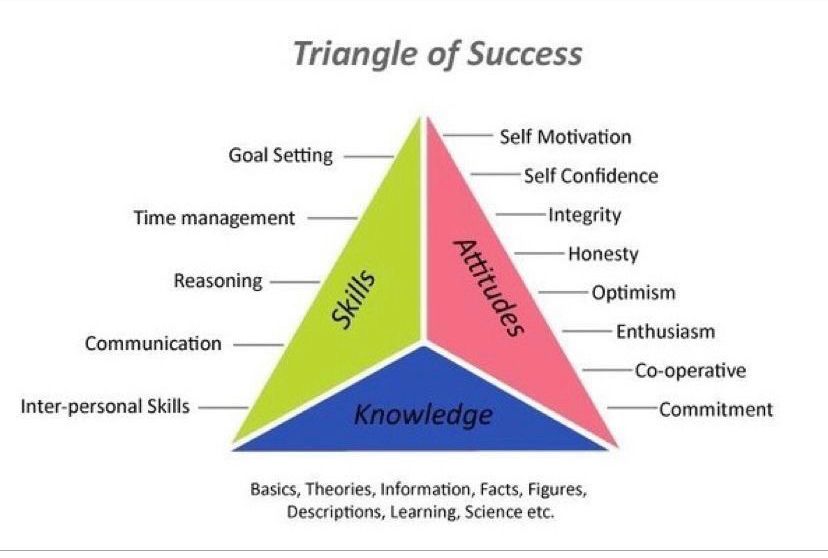 Triangle of Success
Goal Setting
Time management
Reasoning
Communication
Inter-personal Skills
Skills
Attitudes
Knowledge
Self Motivation
Self Confidence
Integrity
Honesty
Optimism
Enthusiasm
Co-operative
Commitment
Basics, Theories, Information, Facts, Figures,
Descriptions, Learning, Science etc.